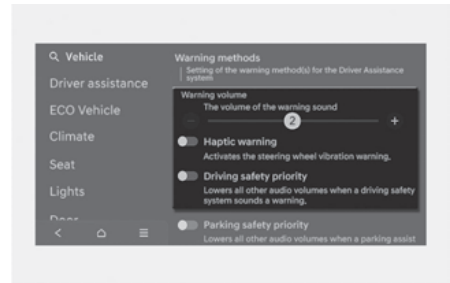 Vehicle
Driver assistance
ECO Vehicle
Climate
Seat
Lights
Door
Warning methods
Setting of the warning method(s) for the Driver Assistance
system
Warning volume
The volume of the warning sound
− 2 +
Haptic warning
Activates the steering wheel vibration warning.
Driving safety priority
Lowers all other audio volumes when a driving safety
system sounds a warning.
Parking safety priority
Lowers all other audio volumes when a parking assist